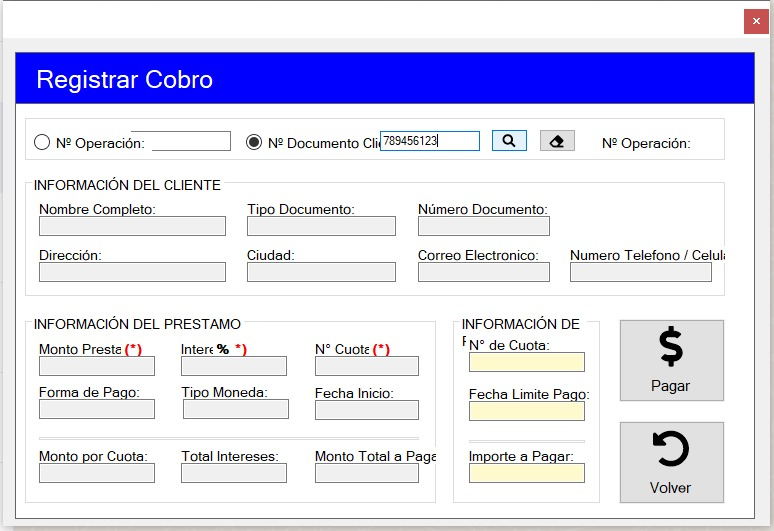 Registrar Cobro
Nº Operación:
Nº Documento Clie
789456123
Nº Operación:
INFORMACIÓN DEL CLIENTE
Nombre Completo: Tipo Documento: Número Documento:
Dirección: Ciudad: Correo Electronico: Numero Telefono / Celula
INFORMACIÓN DEL PRESTAMO
Monto Presta (*) Intere % *) N° Cuota (*)
Forma de Pago: Tipo Moneda: Fecha Inicio:
Monto por Cuota: Total Intereses: Monto Total a Paga
INFORMACIÓN DE
N° de Cuota:
Fecha Limite Pago:
Importe a Pagar:
$
Pagar
Volver